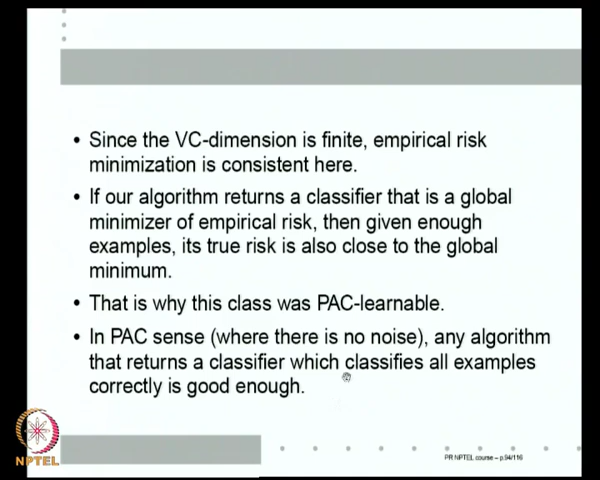 • Since the VC-dimension is finite, empirical risk
minimization is consistent here.
• If our algorithm returns a classifier that is a global
minimizer of empirical risk, then given enough
examples, its true risk is also close to the global
minimum.
• That is why this class was PAC-learnable.
• In PAC sense (where there is no noise), any algorithm
that returns a classifier which classifies all examples
correctly is good enough.
NPTEL
PR NPTEL course – p.94/116